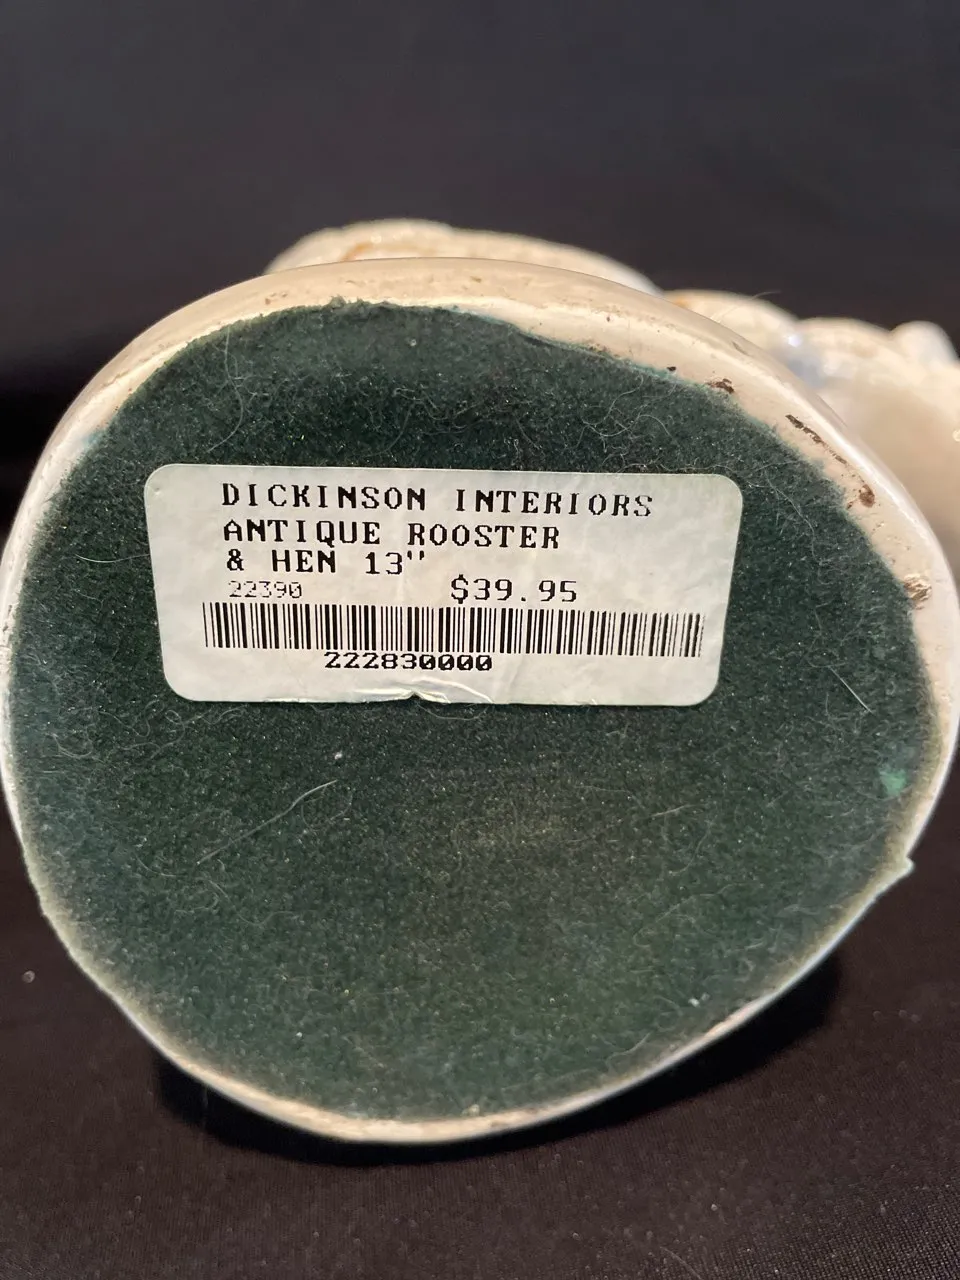 DICKINSON INTERIORS
ANTIQUE ROOSTER
& HEN 13"
22390 $39.95
222830000